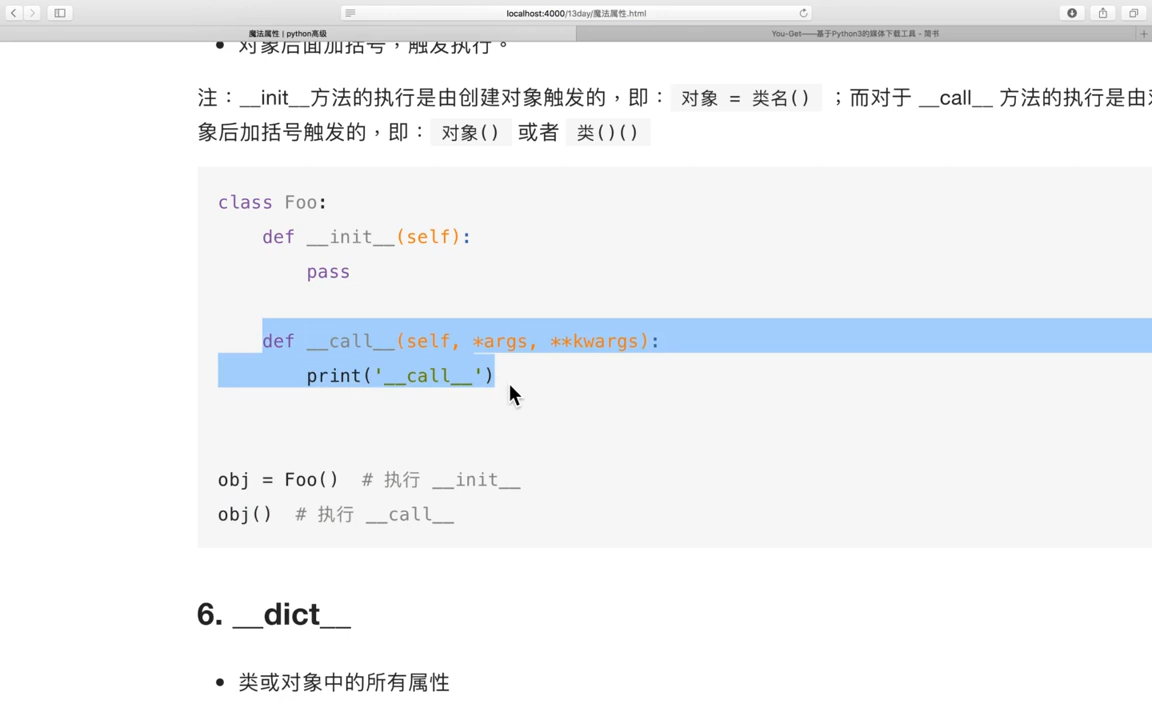 localhost:4000/13day/魔法属性.html
魔法属性 | python高级
You-Get——基于Python3的媒体下载工具 - 简书
对象后面加括号，触发执行。
注：__init__方法的执行是由创建对象触发的，即： 对象 = 类名() ；而对于 __call__ 方法的执行是由对
象后加括号触发的，即： 对象() 或者 类()()
class Foo:
def __init__(self):
pass
def __call__(self, *args, **kwargs):
print('__call__')
obj = Foo() # 执行 __init__
obj() # 执行 __call__
6. __dict__
类或对象中的所有属性